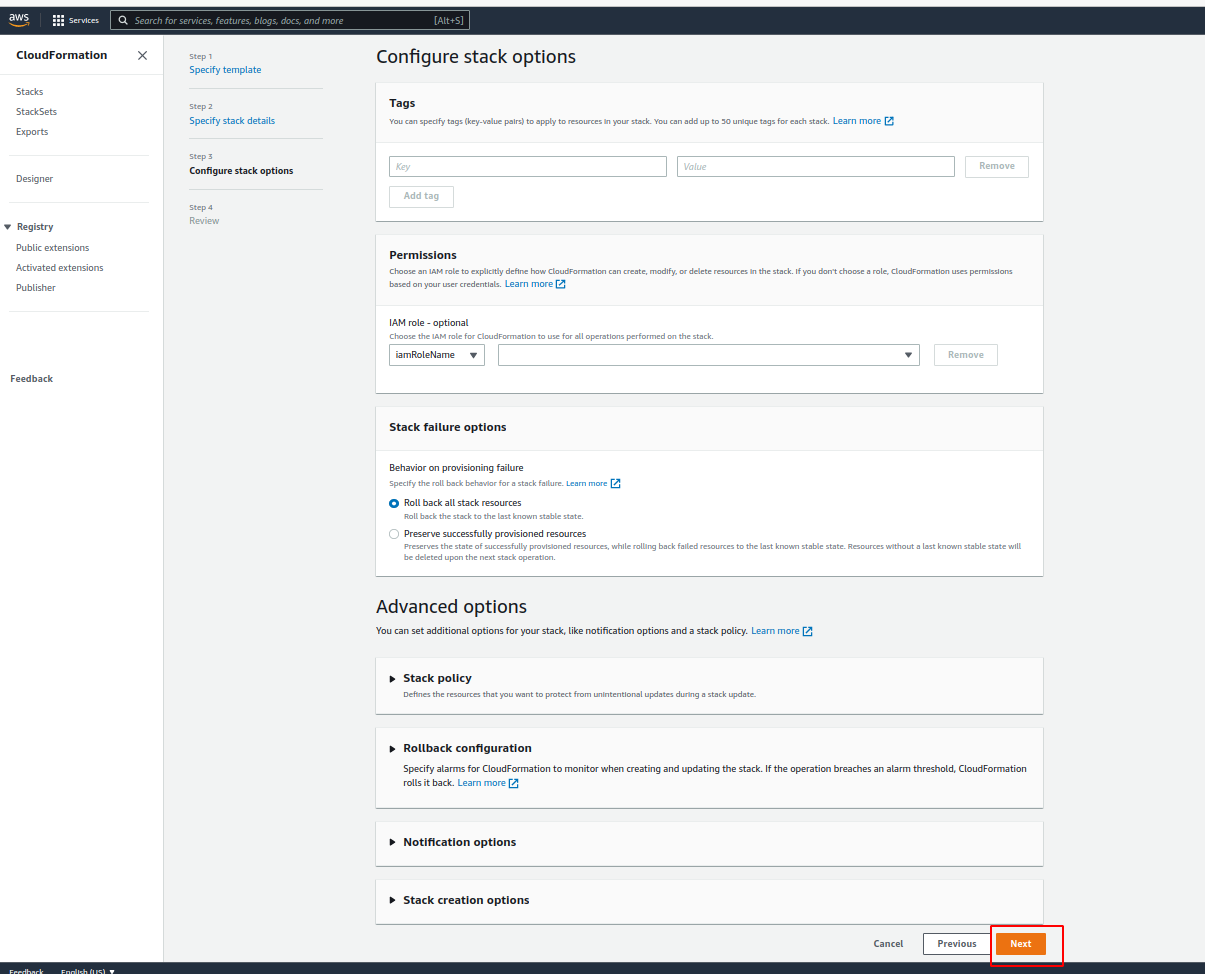 aws
Services
Search for services, features, blogs, docs, and more
[Alt+S]
CloudFormation
Stacks
StackSets
Exports
Designer
Registry
Public extensions
Activated extensions
Publisher
Feedback
Step 1
Specify template
Step 2
Specify stack details
Step 3
Configure stack options
Step 4
Review
Configure stack options
Tags
You can specify tags (key-value pairs) to apply to resources in your stack. You can add up to 50 unique tags for each stack. Learn more
Key
Value
Remove
Add tag
Permissions
Choose an IAM role to explicitly define how CloudFormation can create, modify, or delete resources in the stack. If you don't choose a role, CloudFormation uses permissions
based on your user credentials. Learn more
IAM role - optional
Choose the IAM role for CloudFormation to use for all operations performed on the stack.
iamRoleName
Remove
Stack failure options
Behavior on provisioning failure
Specify the roll back behavior for a stack failure. Learn more
Roll back all stack resources
Roll back the stack to the last known stable state.
Preserve successfully provisioned resources
Preserves the state of successfully provisioned resources, while rolling back failed resources to the last known stable state. Resources without a last known stable state will
be deleted upon the next stack operation.
Advanced options
You can set additional options for your stack, like notification options and a stack policy. Learn more
Stack policy
Defines the resources that you want to protect from unintentional updates during a stack update.
Rollback configuration
Specify alarms for CloudFormation to monitor when creating and updating the stack. If the operation breaches an alarm threshold, CloudFormation
rolls it back. Learn more
Notification options
Stack creation options
Cancel
Previous
Next
Feedback
English (US)